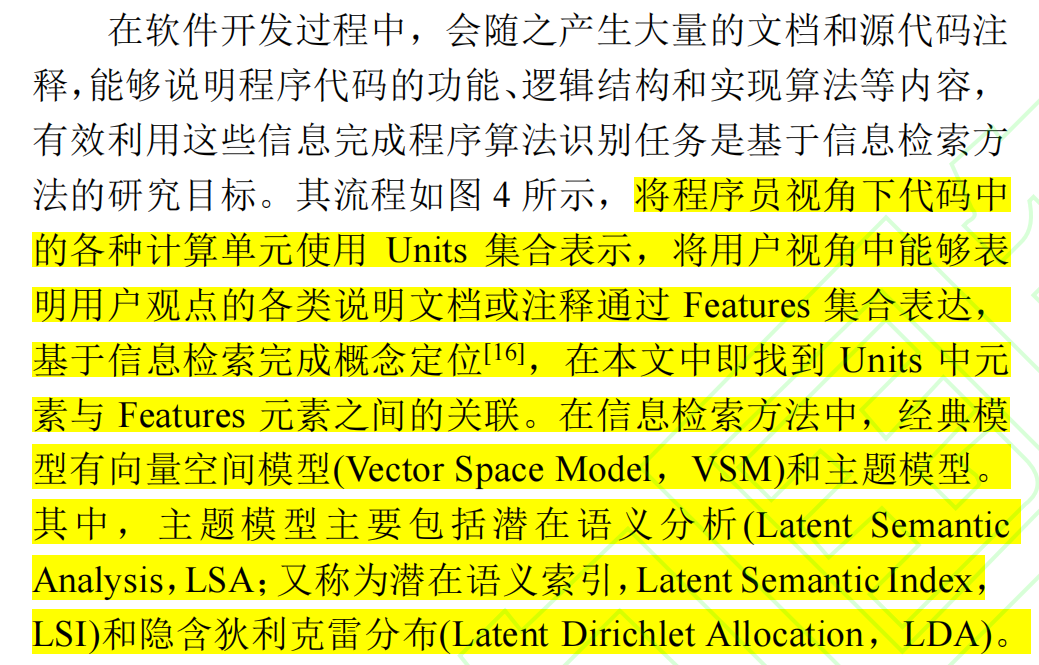 在软件开发过程中，会随之产生大量的文档和源代码注
释，能够说明程序代码的功能、逻辑结构和实现算法等内容，
有效利用这些信息完成程序算法识别任务是基于信息检索方
法的研究目标。其流程如图 4 所示，将程序员视角下代码中
的各种计算单元使用 Units 集合表示，将用户视角中能够表
明用户观点的各类说明文档或注释通过 Features 集合表达，
基于信息检索完成概念定位[16]，在本文中即找到 Units 中元
素与 Features 元素之间的关联。在信息检索方法中，经典模
型有向量空间模型(Vector Space Model，VSM)和主题模型。
其中，主题模型主要包括潜在语义分析(Latent Semantic
Analysis，LSA；又称为潜在语义索引，Latent Semantic Index，
LSI)和隐含狄利克雷分布(Latent Dirichlet Allocation，LDA)。